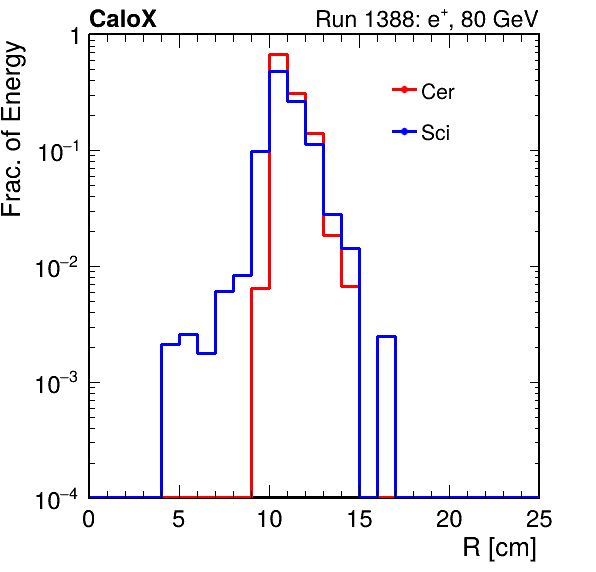 CaloX Run 1388: e⁺, 80 GeV
Frac. of Energy
1
10⁻¹
10⁻²
10⁻³
10⁻⁴
Cer
Sci
0 5 10 15 20 25
R [cm]